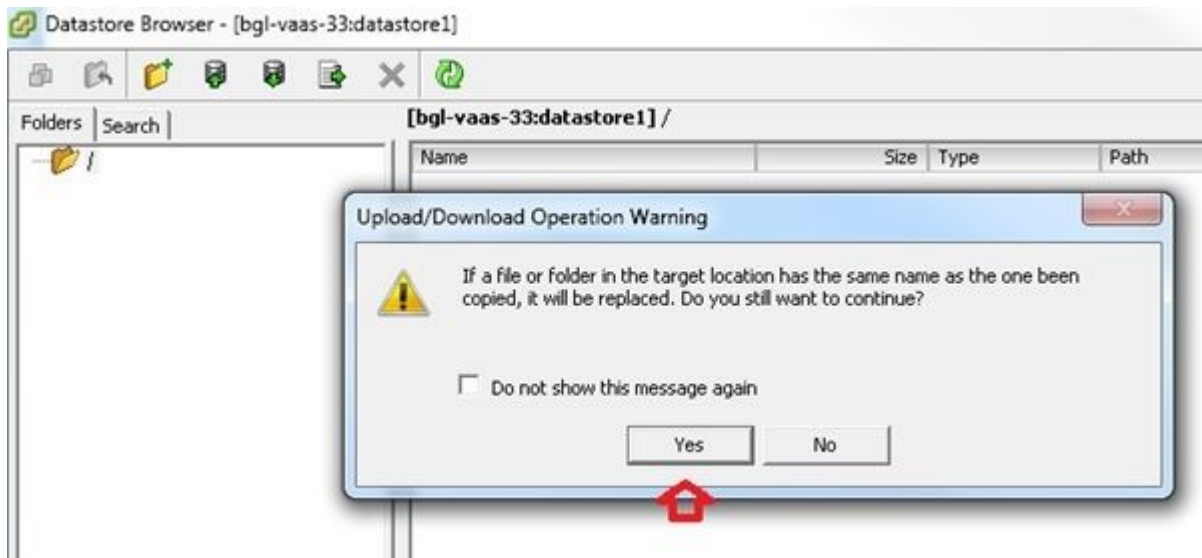 Datastore Browser - [bgl-vaas-33:datastore1]
Folders Search
[bgl-vaas-33:datastore1] /
/
Name Size Type Path
Upload/Download Operation Warning
If a file or folder in the target location has the same name as the one been
copied, it will be replaced. Do you still want to continue?
Do not show this message again
Yes No